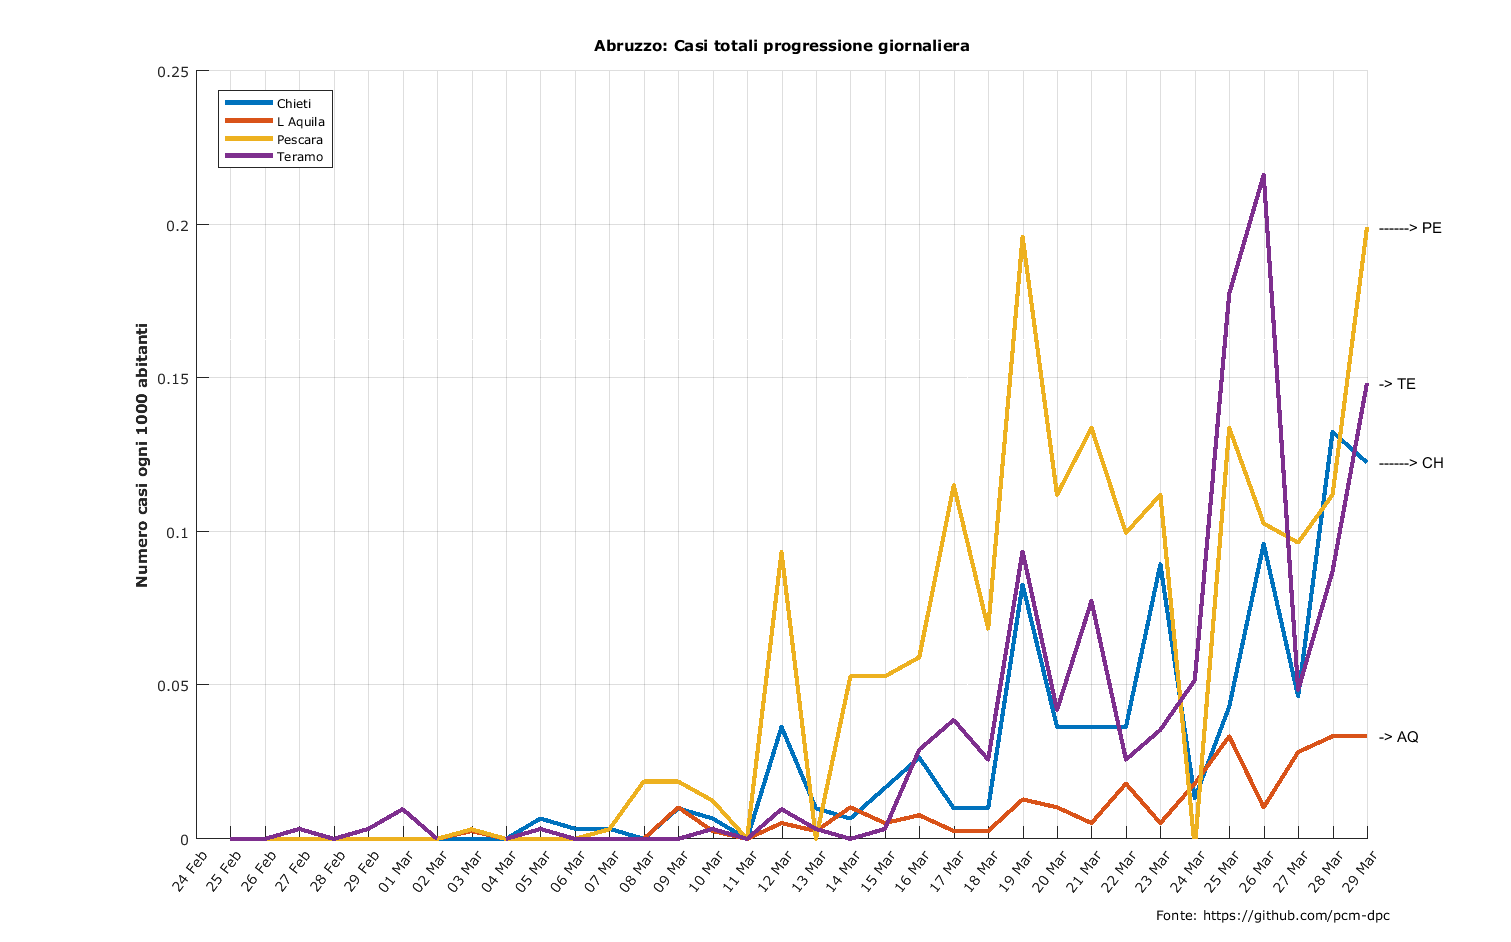 Abruzzo: Casi totali progressione giornaliera
0.25
0.2
0.15
0.1
0.05
0
Numero casi ogni 1000 abitanti
Chieti
L Aquila
Pescara
Teramo
------> PE
-> TE
------> CH
-> AQ
24 Feb
25 Feb
26 Feb
27 Feb
28 Feb
29 Feb
01 Mar
02 Mar
03 Mar
04 Mar
05 Mar
06 Mar
07 Mar
08 Mar
09 Mar
10 Mar
11 Mar
12 Mar
13 Mar
14 Mar
15 Mar
16 Mar
17 Mar
18 Mar
19 Mar
20 Mar
21 Mar
22 Mar
23 Mar
24 Mar
25 Mar
26 Mar
27 Mar
28 Mar
29 Mar
Fonte: https://github.com/pcm-dpc